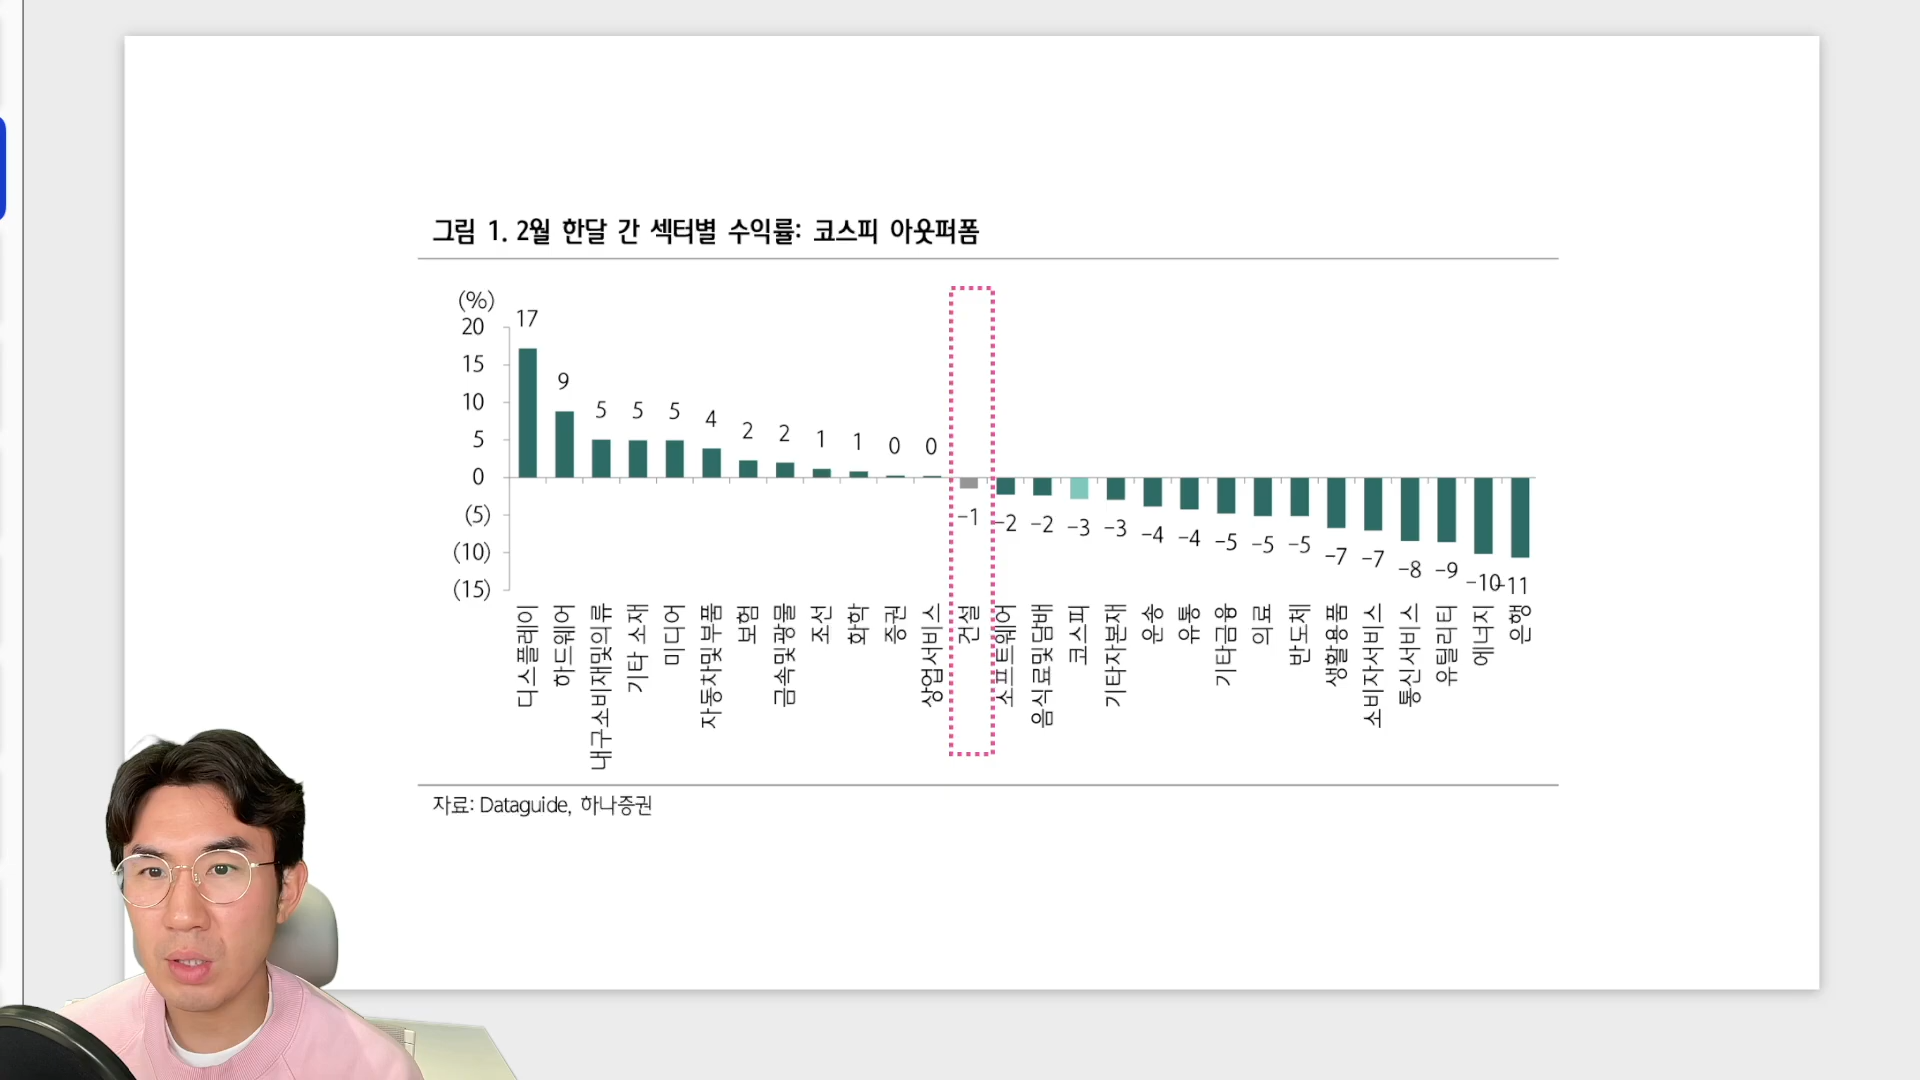 그림 1. 2월 한달 간 섹터별 수익률: 코스피 아웃퍼폼
(%)
20
15
10
5
0
(5)
(10)
(15)
17 9 5 5 5 4 2 2 1 1 0 0 -1 -2 -2 -3 -3 -4 -4 -5 -5 -5 -7 -7 -8 -9 -10 -11
디스플레이
하드웨어
내구소비재및의류
기타 소재
미디어
자동차및부품
보험
금속및광물
조선
화학
증권
상업서비스
건설
소프트웨어
음식료및담배
코스피
기타자본재
운송
유통
기타금융
의료
반도체
생활용품
소비자서비스
통신서비스
유틸리티
에너지
은행
자료: Dataguide, 하나증권